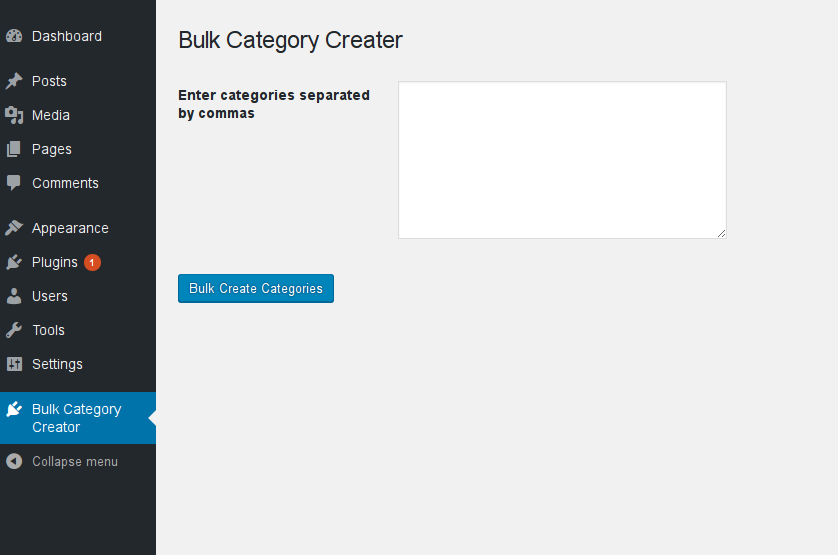 Dashboard
Posts
Media
Pages
Comments
Appearance
Plugins 1
Users
Tools
Settings
Bulk Category
Creator
Collapse menu
Bulk Category Creater
Enter categories separated
by commas
Bulk Create Categories